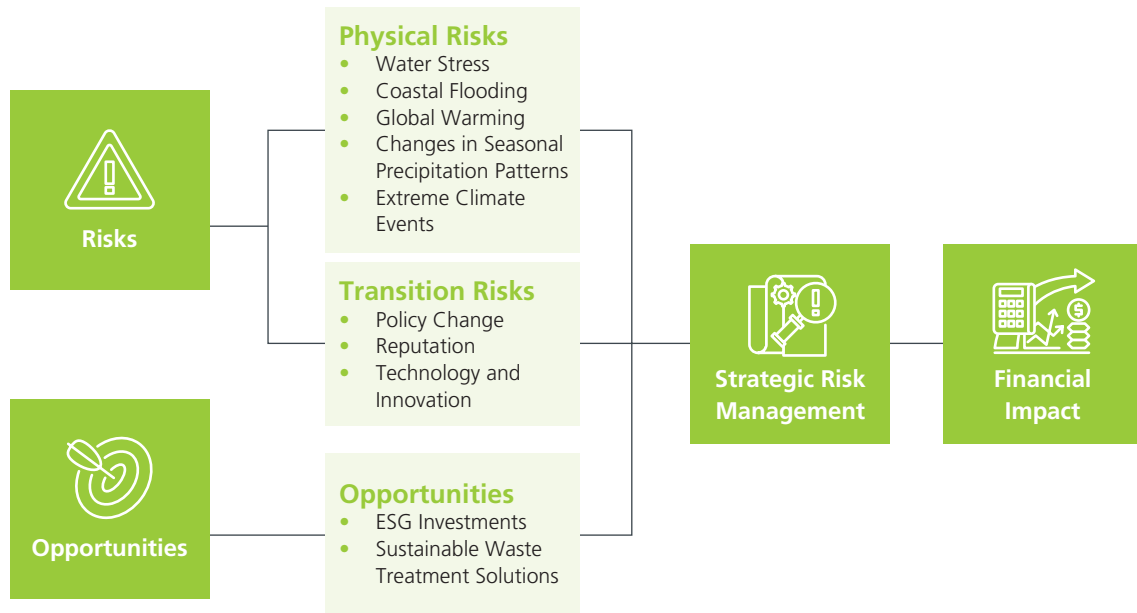 Risks
Physical Risks
• Water Stress
• Coastal Flooding
• Global Warming
• Changes in Seasonal
Precipitation Patterns
• Extreme Climate
Events
Transition Risks
• Policy Change
• Reputation
• Technology and
Innovation
Opportunities
Opportunities
• ESG Investments
• Sustainable Waste
Treatment Solutions
Strategic Risk
Management
$
Financial
Impact